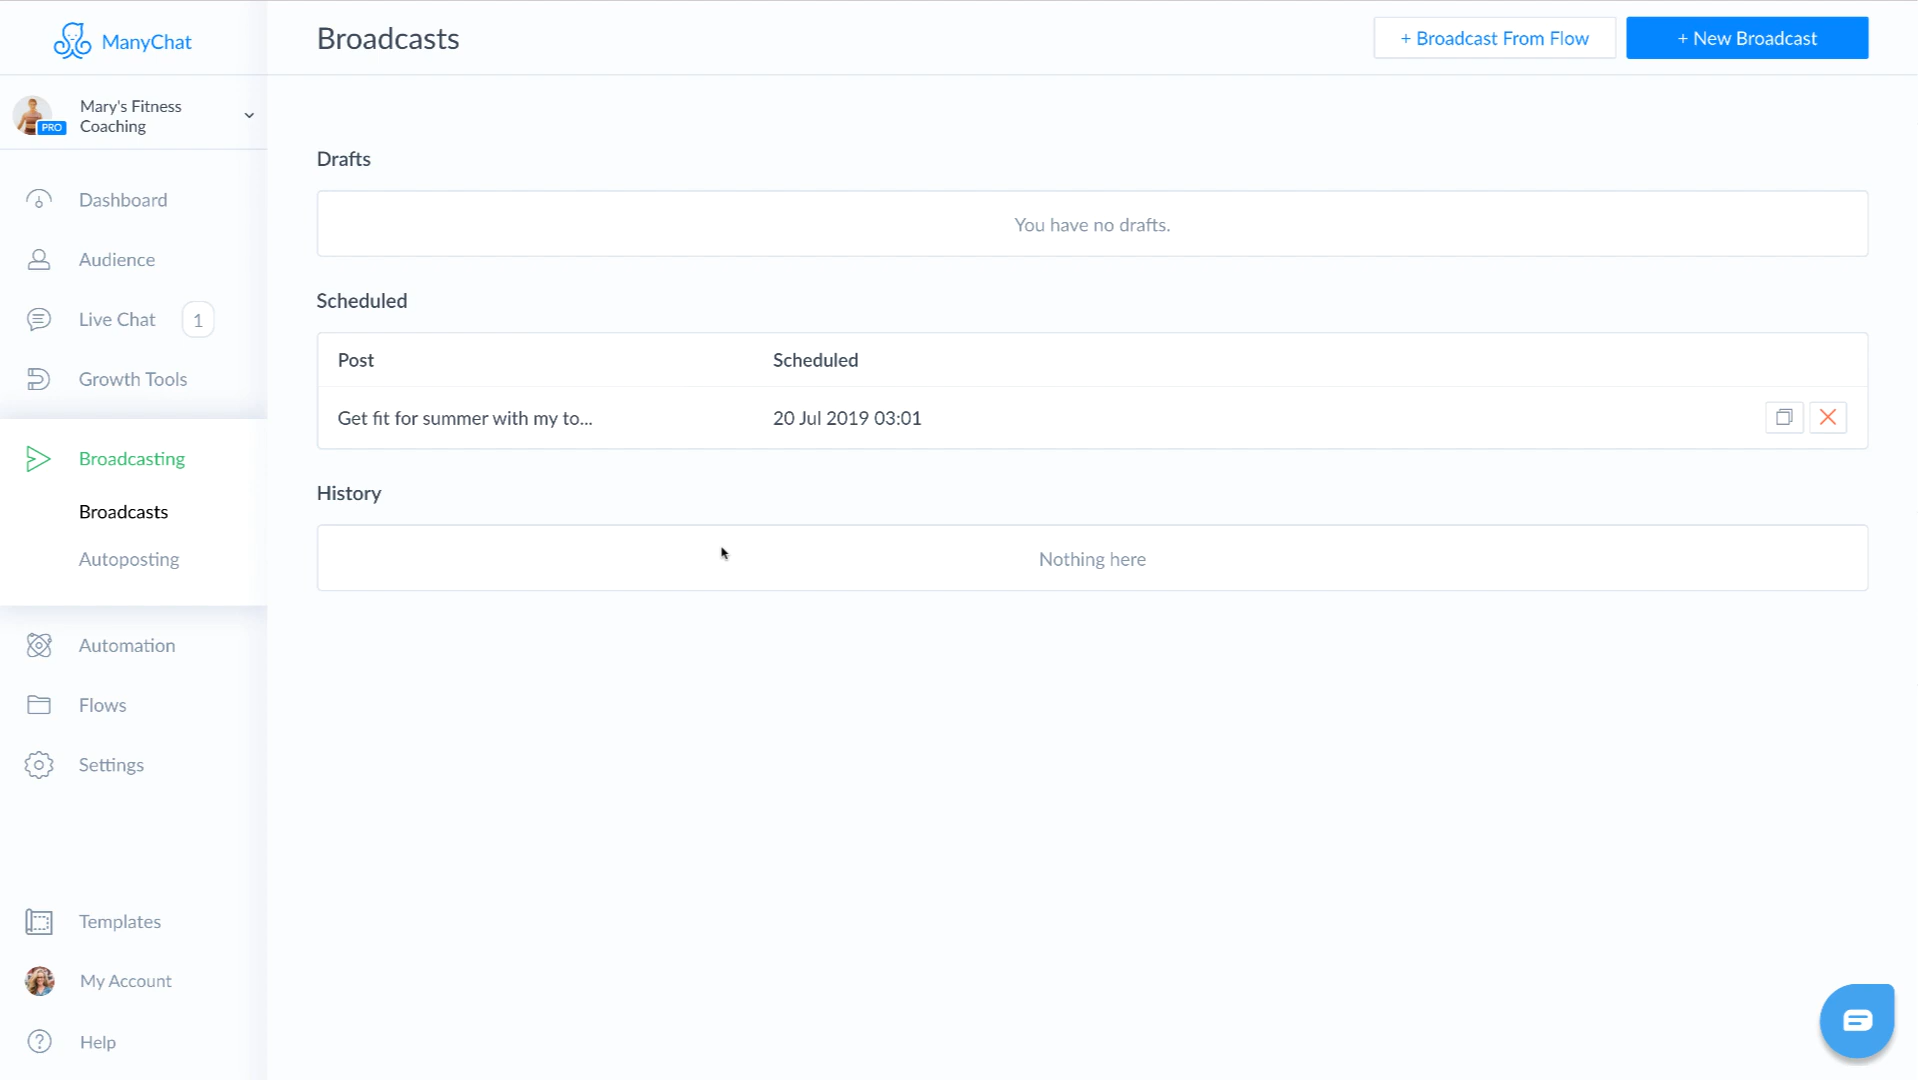 ManyChat
Broadcasts
+ Broadcast From Flow
+ New Broadcast
PRO
Mary's Fitness
Coaching
Dashboard
Audience
Live Chat 1
Growth Tools
Broadcasting
Broadcasts
Autoposting
Automation
Flows
Settings
Templates
My Account
Help
Drafts
You have no drafts.
Scheduled
Post Scheduled
Get fit for summer with my to... 20 Jul 2019 03:01
History
Nothing here